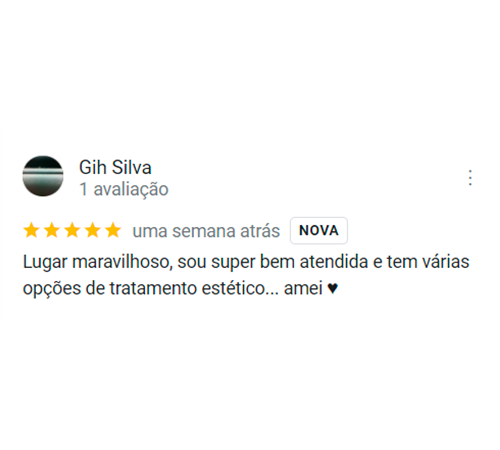 Gih Silva
1 avaliação
★★★★★ uma semana atrás NOVA
Lugar maravilhoso, sou super bem atendida e tem várias
opções de tratamento estético... amei ♥